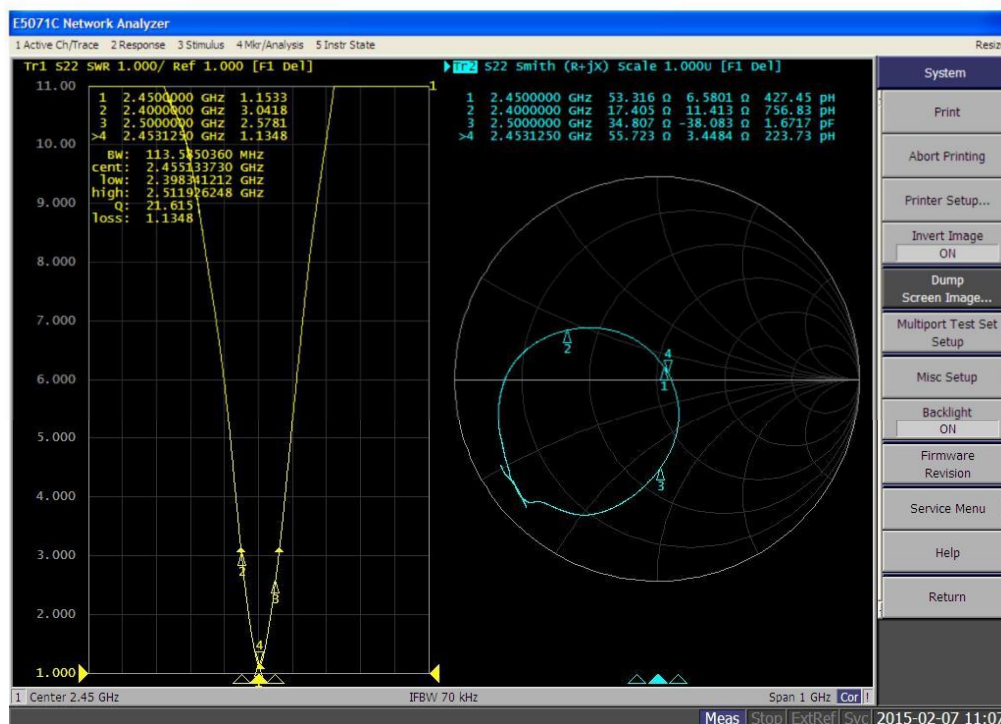 E5071C Network Analyzer
1 Active Ch/Trace 2 Response 3 Stimulus 4 Mkr/Analysis 5 Instr State
Tr1 S22 SWR 1.000/ Ref 1.000 [F1 Del]
11.00
10.00
9.000
8.000
7.000
6.000
5.000
4.000
3.000
2.000
1.000
1 2.4500000 GHz 1.1533
2 2.4000000 GHz 3.0418
3 2.5000000 GHz 2.5781
>4 2.4531250 GHz 1.1348
BW: 113.5850360 MHz
cent: 2.455133730 GHz
low: 2.398341212 GHz
high: 2.511926248 GHz
Q: 21.615
loss: 1.1348
1
2
3
4
Tr2 S22 Smith (R+jX) Scale 1.000U [F1 Del]
1 2.4500000 GHz 53.316 Ω 6.5801 Ω 427.45 pH
2 2.4000000 GHz 17.405 Ω 11.413 Ω 756.83 pH
3 2.5000000 GHz 34.807 Ω -38.083 Ω 1.6717 pF
>4 2.4531250 GHz 55.723 Ω 3.4484 Ω 223.73 pH
2
4
1
3
System
Print
Abort Printing
Printer Setup...
Invert Image
ON
Dump
Screen Image...
Multiport Test Set
Setup
Misc Setup
Backlight
ON
Firmware
Revision
Service Menu
Help
Return
1 Center 2.45 GHz IFBW 70 kHz Span 1 GHz Cor !
Meas Stop ExtRef Svc